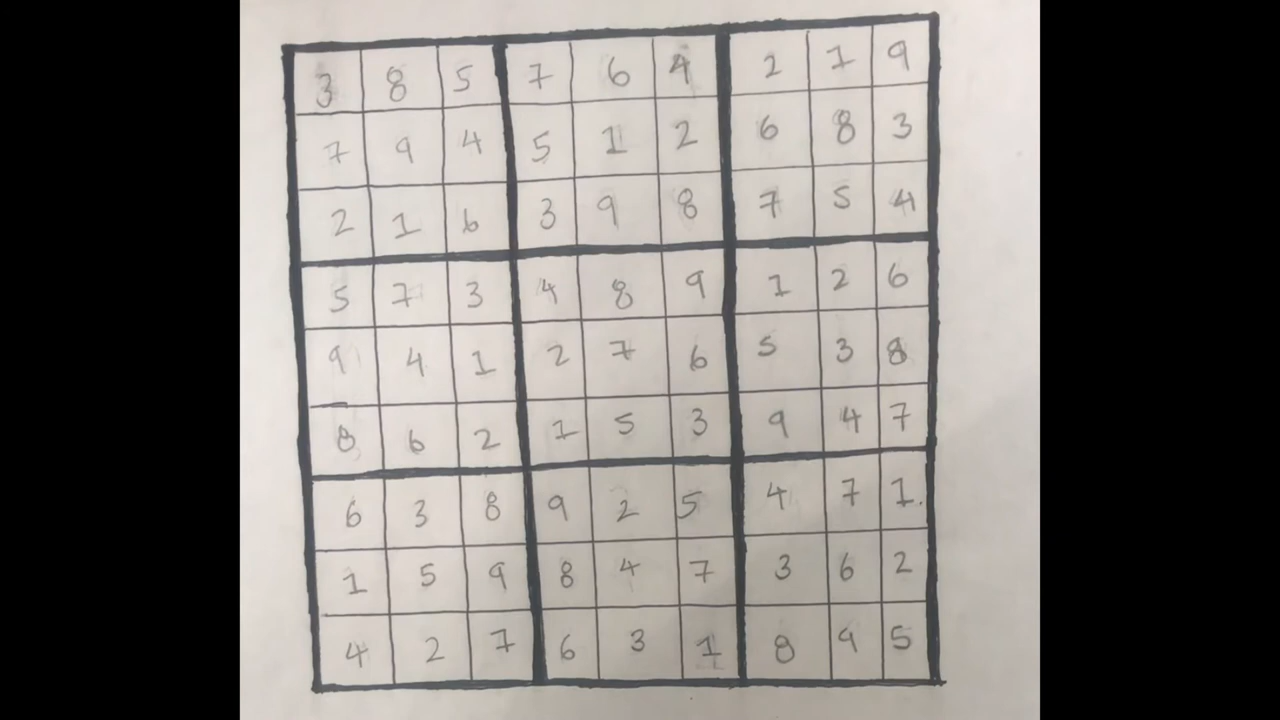 3 8 5 7 6 4 2 1 9
7 9 4 5 1 2 6 8 3
2 1 6 3 9 8 7 5 4
5 7 3 4 8 9 1 2 6
9 4 1 2 7 6 5 3 8
8 6 2 1 5 3 9 4 7
6 3 8 9 2 5 4 7 1
1 5 9 8 4 7 3 6 2
4 2 7 6 3 1 8 9 5